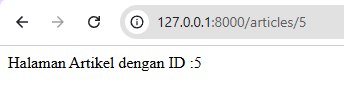 127.0.0.1:8000/articles/5
Halaman Artikel dengan ID :5